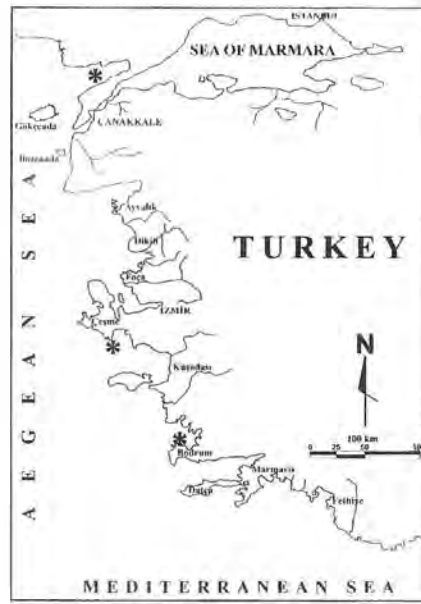 ISTANBUL
SEA OF MARMARA
*
Gökçeada
ÇANAKKALE
Bozcaada
Ayvalık
Dikili
TURKEY
Foça
İZMİR
Çeşme
*
Kuşadası
N
*
Bodrum
100 km
0 25 50
Marmaris
Datça
Fethiye
AEGEAN SEA
MEDITERRANEAN SEA